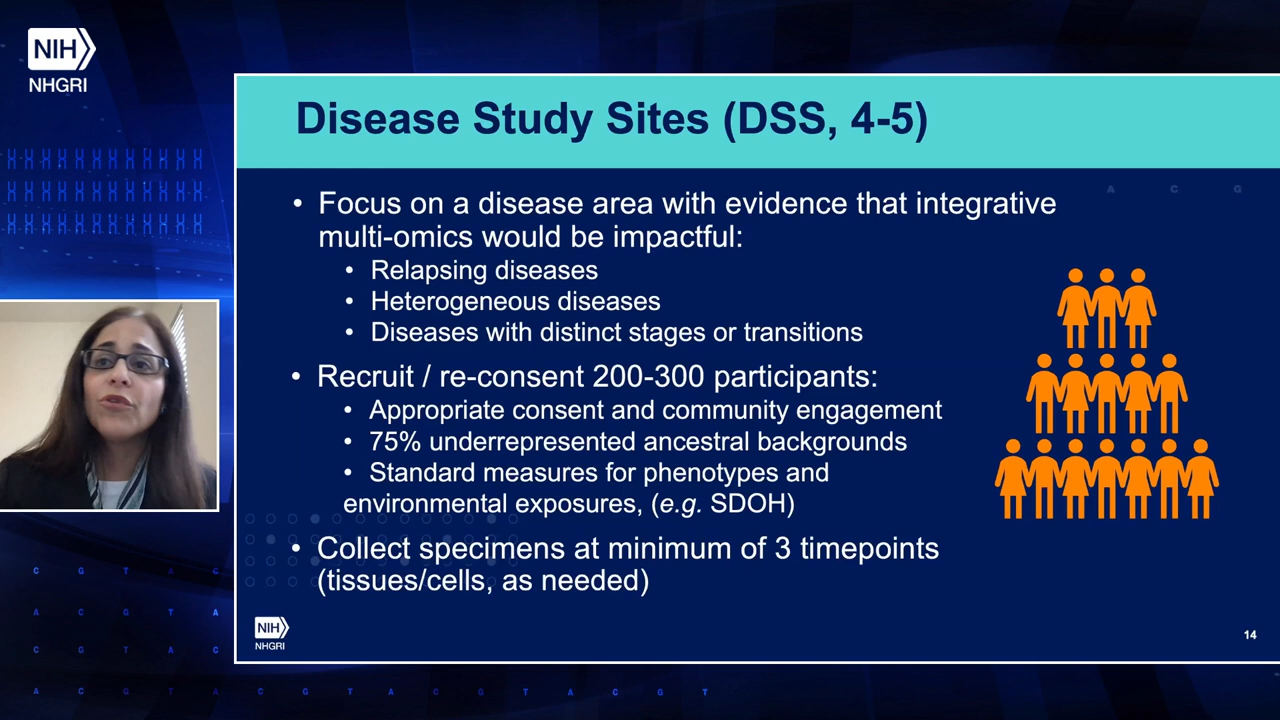 NIH
NHGRI
Disease Study Sites (DSS, 4-5)
A C G
• Focus on a disease area with evidence that integrative
multi-omics would be impactful:
• Relapsing diseases
• Heterogeneous diseases
• Diseases with distinct stages or transitions
• Recruit / re-consent 200-300 participants:
• Appropriate consent and community engagement
• 75% underrepresented ancestral backgrounds
• Standard measures for phenotypes and
environmental exposures, (e.g. SDOH)
• Collect specimens at minimum of 3 timepoints
(tissues/cells, as needed)
NIH
NHGRI
14
C G T A C
A C G T A
C G T A C
A C G T A C G T A C G T A C G T